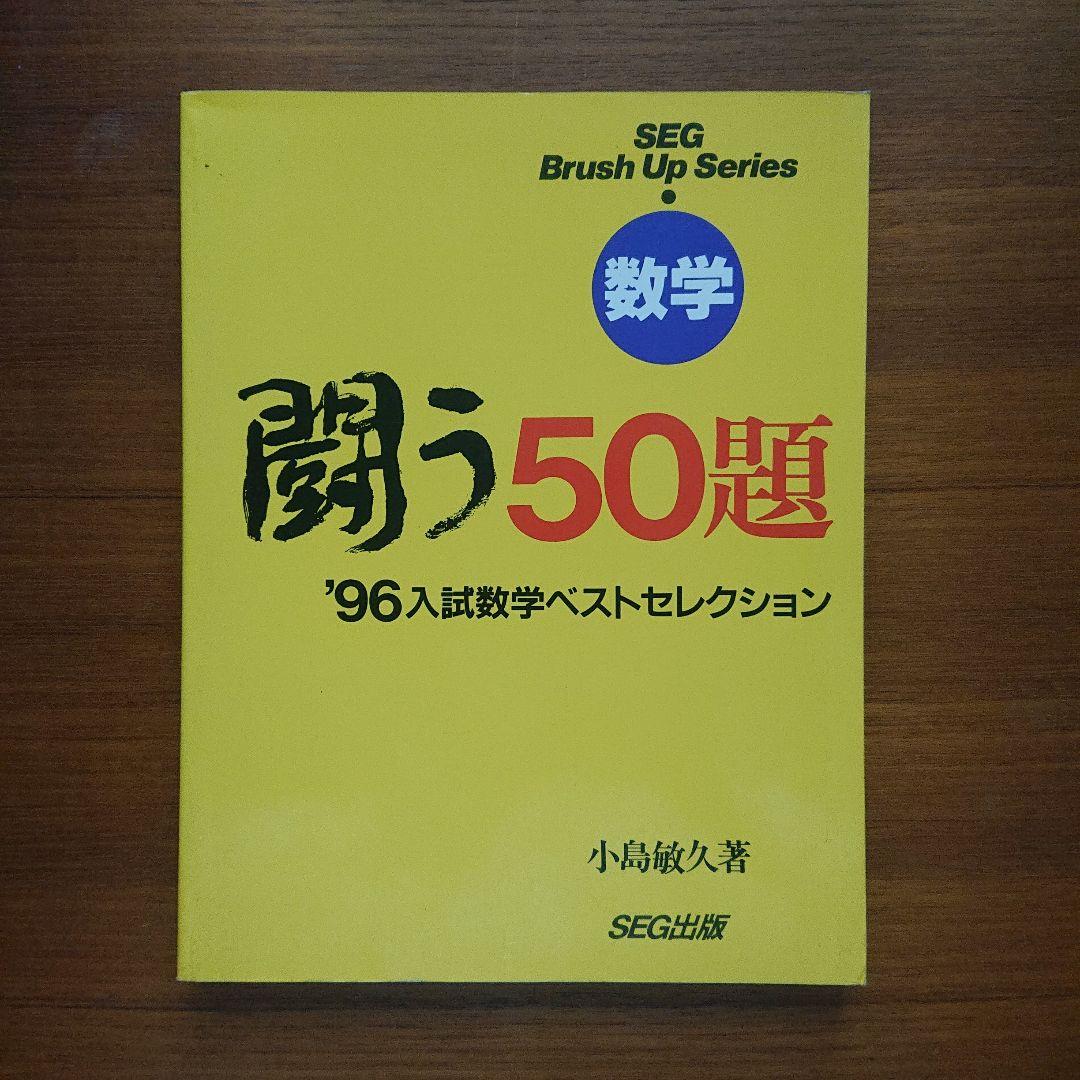 SEG
Brush Up Series
数学
闘う50題
'96入試数学ベストセレクション
小島敏久著
SEG出版